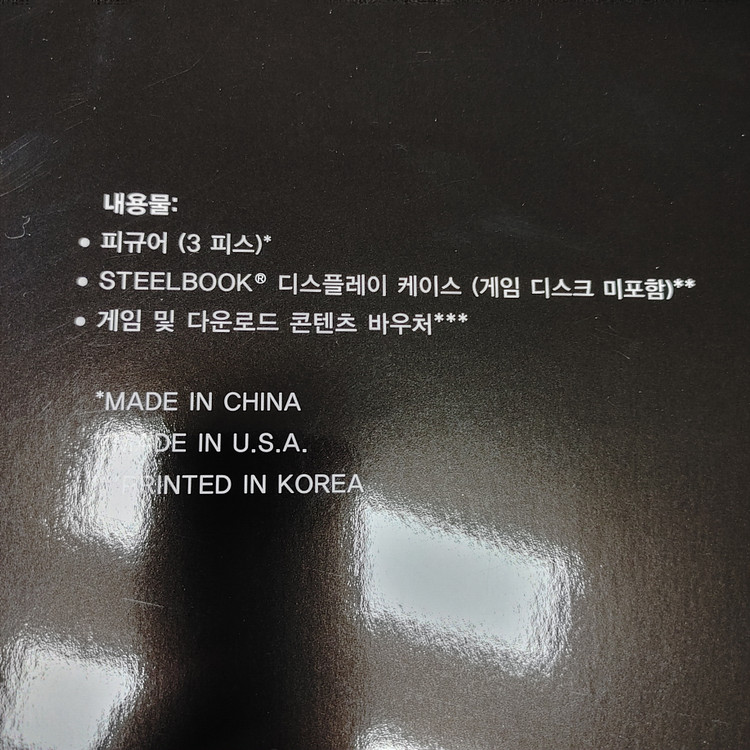 내용물:
• 피규어 (3 피스)*
• STEELBOOK® 디스플레이 케이스 (게임 디스크 미포함)**
• 게임 및 다운로드 콘텐츠 바우처***
*MADE IN CHINA
IN U.S.A.
PRINTED IN KOREA